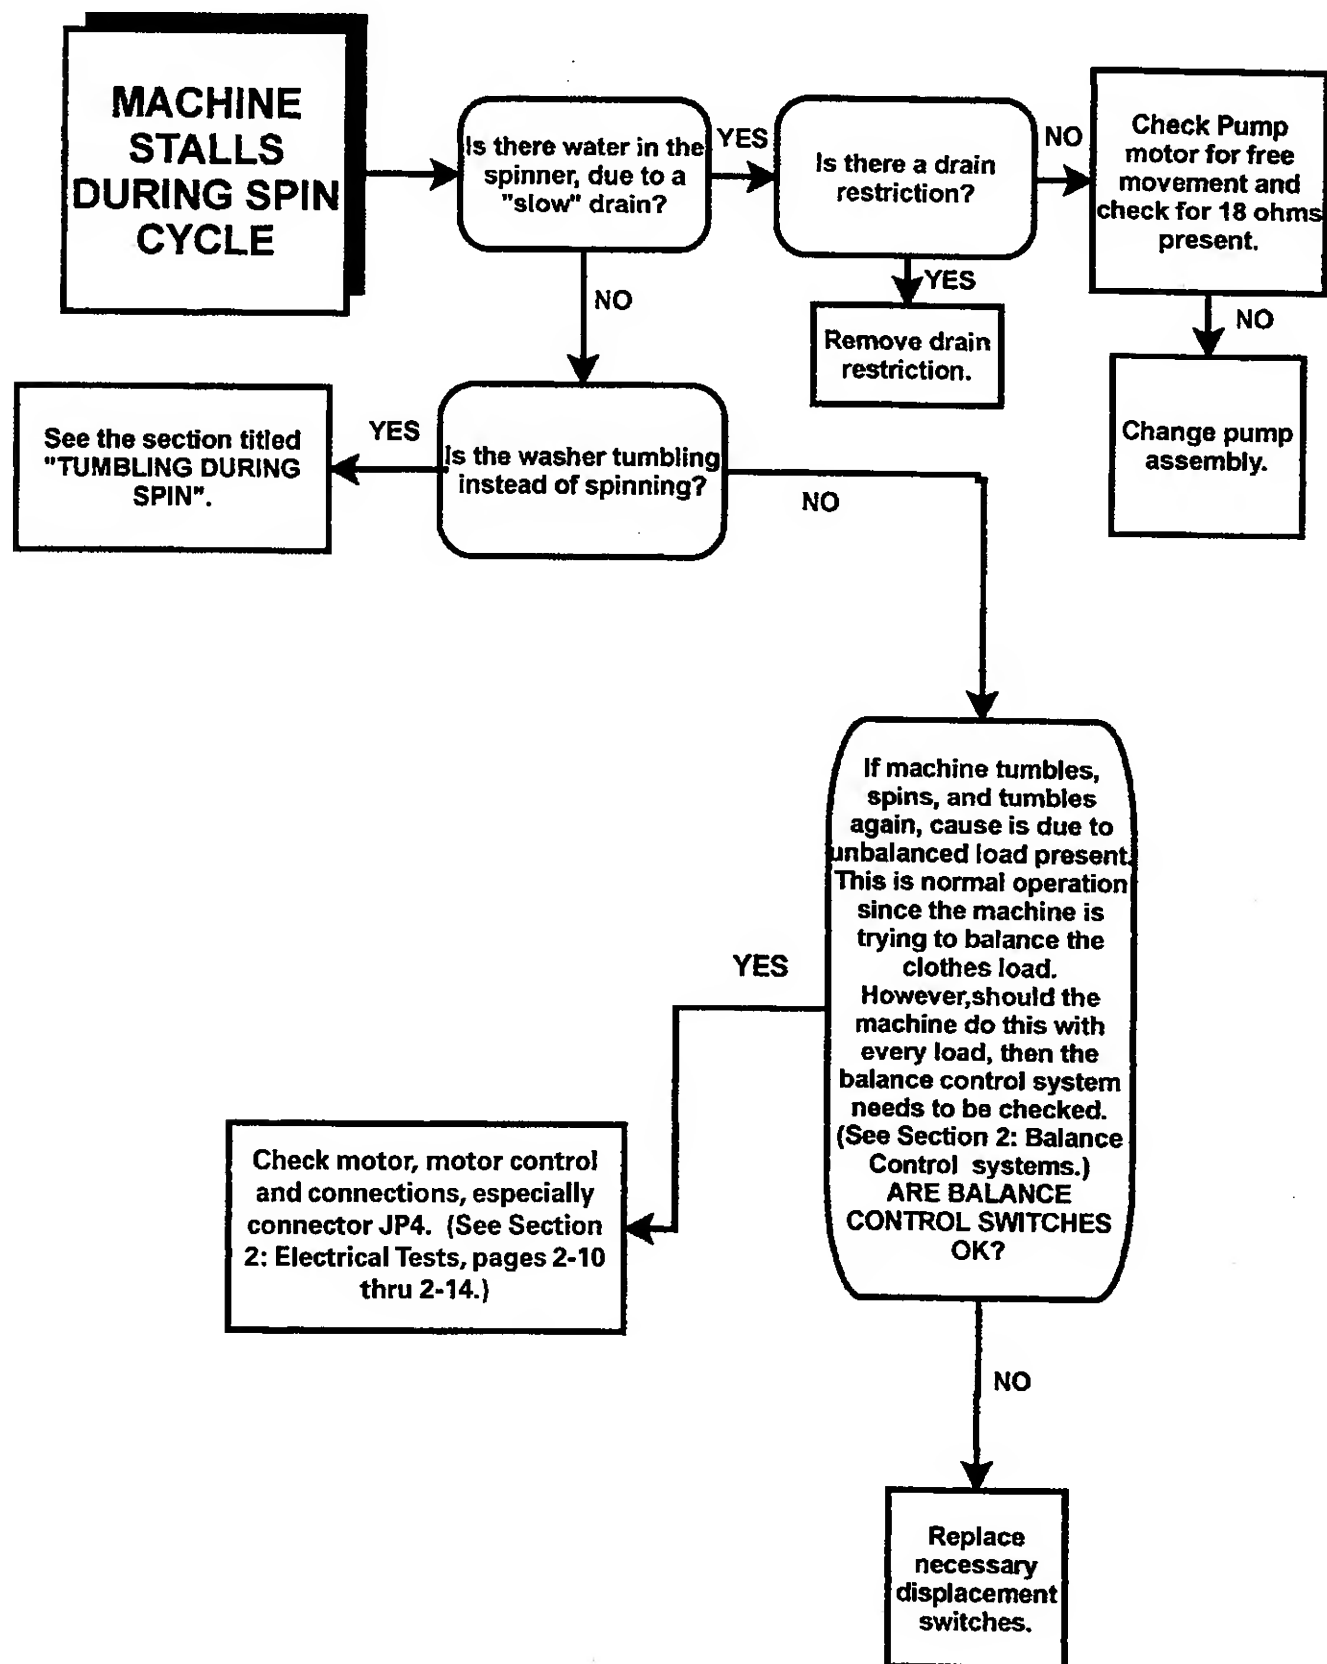 MACHINE
STALLS
DURING SPIN
CYCLE
Is there water in the
spinner, due to a
"slow" drain?
YES
Is there a drain
restriction?
NO
Check Pump
motor for free
movement and
check for 18 ohms
present.
NO
YES
Remove drain
restriction.
NO
Change pump
assembly.
See the section titled
"TUMBLING DURING
SPIN".
YES
Is the washer tumbling
instead of spinning?
NO
If machine tumbles,
spins, and tumbles
again, cause is due to
unbalanced load present.
This is normal operation
since the machine is
trying to balance the
clothes load.
However,should the
machine do this with
every load, then the
balance control system
needs to be checked.
(See Section 2: Balance
Control systems.)
ARE BALANCE
CONTROL SWITCHES
OK?
YES
Check motor, motor control
and connections, especially
connector JP4. (See Section
2: Electrical Tests, pages 2-10
thru 2-14.)
NO
Replace
necessary
displacement
switches.